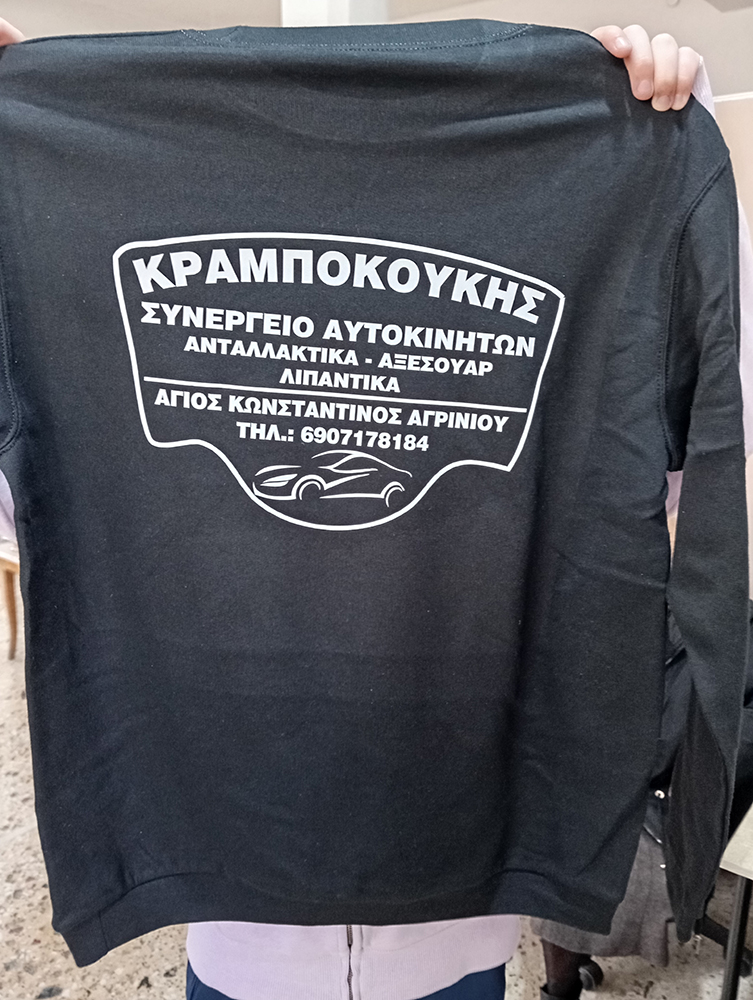 ΚΡΑΜΠΟΚΟΥΚΗΣ
ΣΥΝΕΡΓΕΙΟ ΑΥΤΟΚΙΝΗΤΩΝ
ΑΝΤΑΛΛΑΚΤΙΚΑ - ΑΞΕΣΟΥΑΡ
ΛΙΠΑΝΤΙΚΑ
ΑΓΙΟΣ ΚΩΝΣΤΑΝΤΙΝΟΣ ΑΓΡΙΝΙΟΥ
ΤΗΛ.: 6907178184